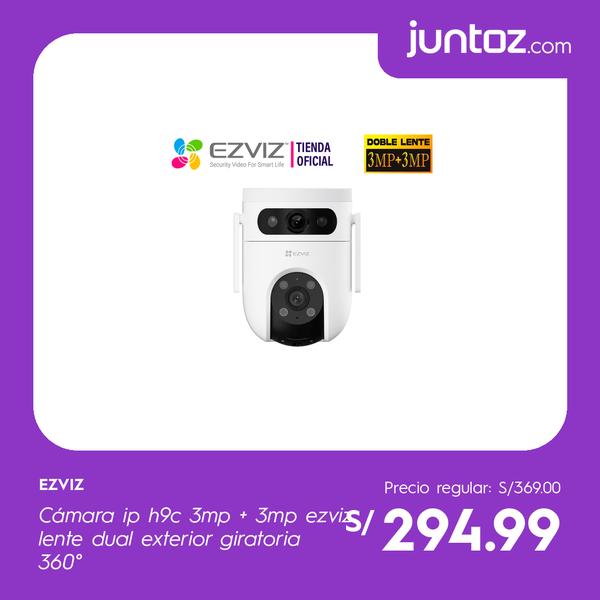 juntoz.com
EZVIZ™ TIENDA
Security Video For Smart Life OFICIAL
DOBLE LENTE
3MP+3MP
EZVIZ
EZVIZ
Precio regular: S/369.00
Cámara ip h9c 3mp + 3mp ezviz
lente dual exterior giratoria
360°
S/ 294.99